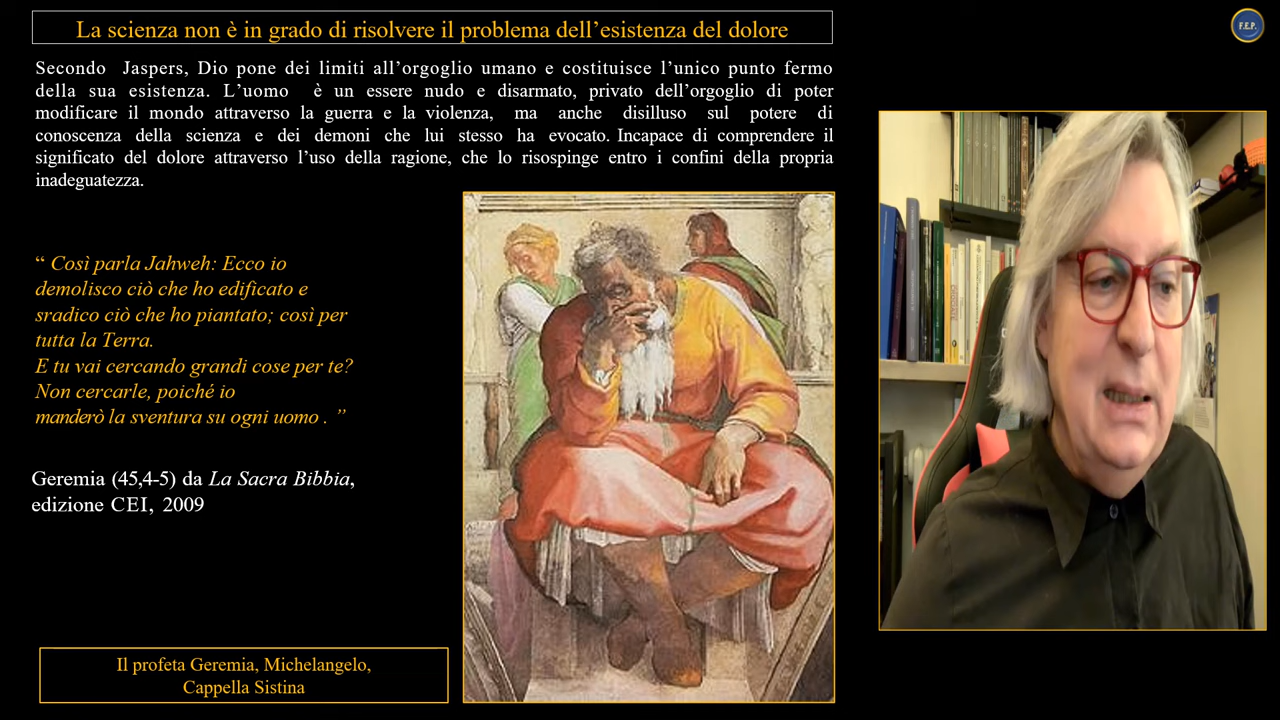 La scienza non è in grado di risolvere il problema dell’esistenza del dolore
F.E.P.
Secondo Jaspers, Dio pone dei limiti all’orgoglio umano e costituisce l’unico punto fermo
della sua esistenza. L’uomo è un essere nudo e disarmato, privato dell’orgoglio di poter
modificare il mondo attraverso la guerra e la violenza, ma anche disilluso sul potere di
conoscenza della scienza e dei demoni che lui stesso ha evocato. Incapace di comprendere il
significato del dolore attraverso l’uso della ragione, che lo risospinge entro i confini della propria
inadeguatezza.
“ Così parla Jahweh: Ecco io
demolisco ciò che ho edificato e
sradico ciò che ho piantato; così per
tutta la Terra.
E tu vai cercando grandi cose per te?
Non cercarle, poiché io
manderò la sventura su ogni uomo . ”
Geremia (45,4-5) da La Sacra Bibbia,
edizione CEI, 2009
Il profeta Geremia, Michelangelo,
Cappella Sistina